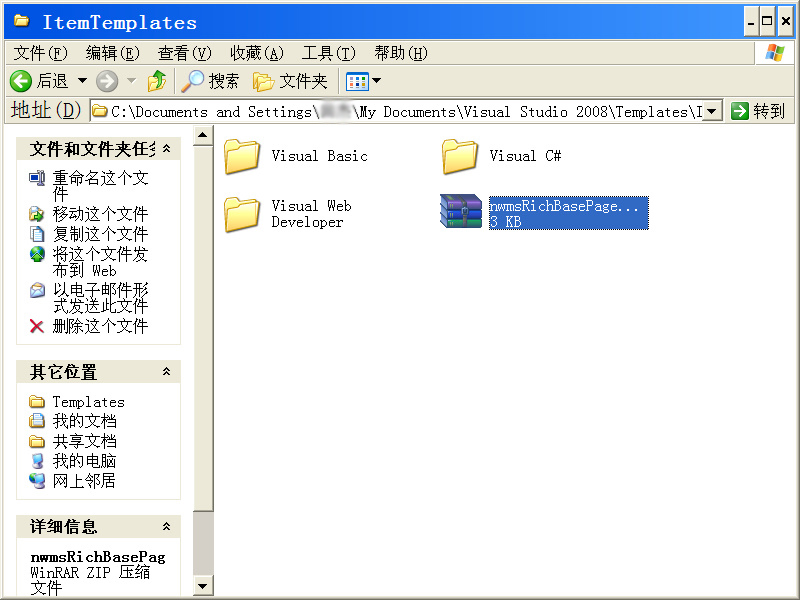 ItemTemplates
文件(F) 编辑(E) 查看(V) 收藏(A) 工具(T) 帮助(H)
后退 搜索 文件夹
地址(D) C:\Documents and Settings\ \My Documents\Visual Studio 2008\Templates\I 转到
文件和文件夹任务
重命名这个文
件
移动这个文件
复制这个文件
将这个文件发
布到 Web
以电子邮件形
式发送此文件
删除这个文件
其它位置
Templates
我的文档
共享文档
我的电脑
网上邻居
详细信息
nwmsRichBasePag
WinRAR ZIP 压缩
文件
Visual Basic
Visual C#
Visual Web
Developer
nwmsRichBasePage...
3 KB